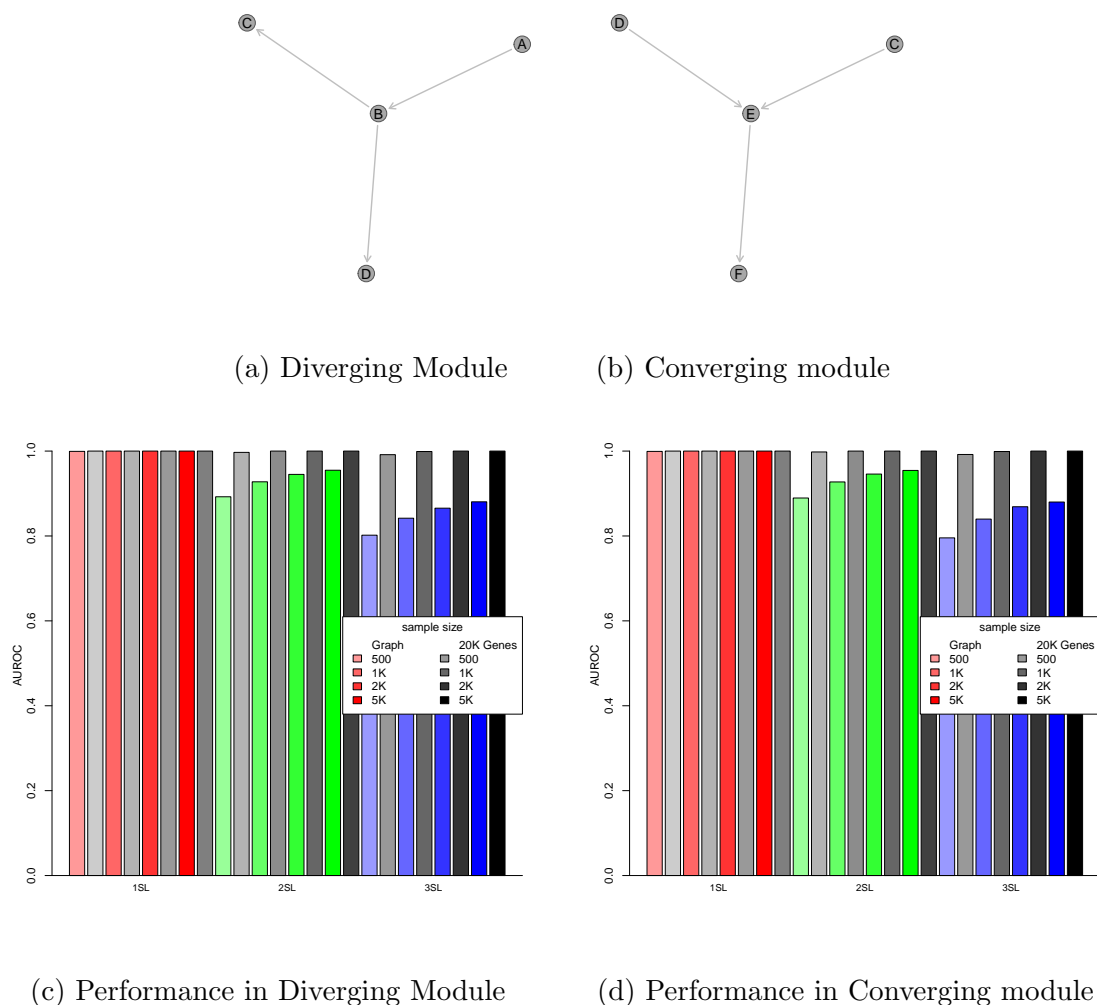 C
A
B
D
D
C
E
F
(a) Diverging Module
(b) Converging module
AUROC
1.0
0.8
0.6
0.4
0.2
0.0
sample size
Graph 20K Genes
500 500
1K 1K
2K 2K
5K 5K
1SL 2SL 3SL
(c) Performance in Diverging Module
AUROC
1.0
0.8
0.6
0.4
0.2
0.0
sample size
Graph 20K Genes
500 500
1K 1K
2K 2K
5K 5K
1SL 2SL 3SL
(d) Performance in Converging module